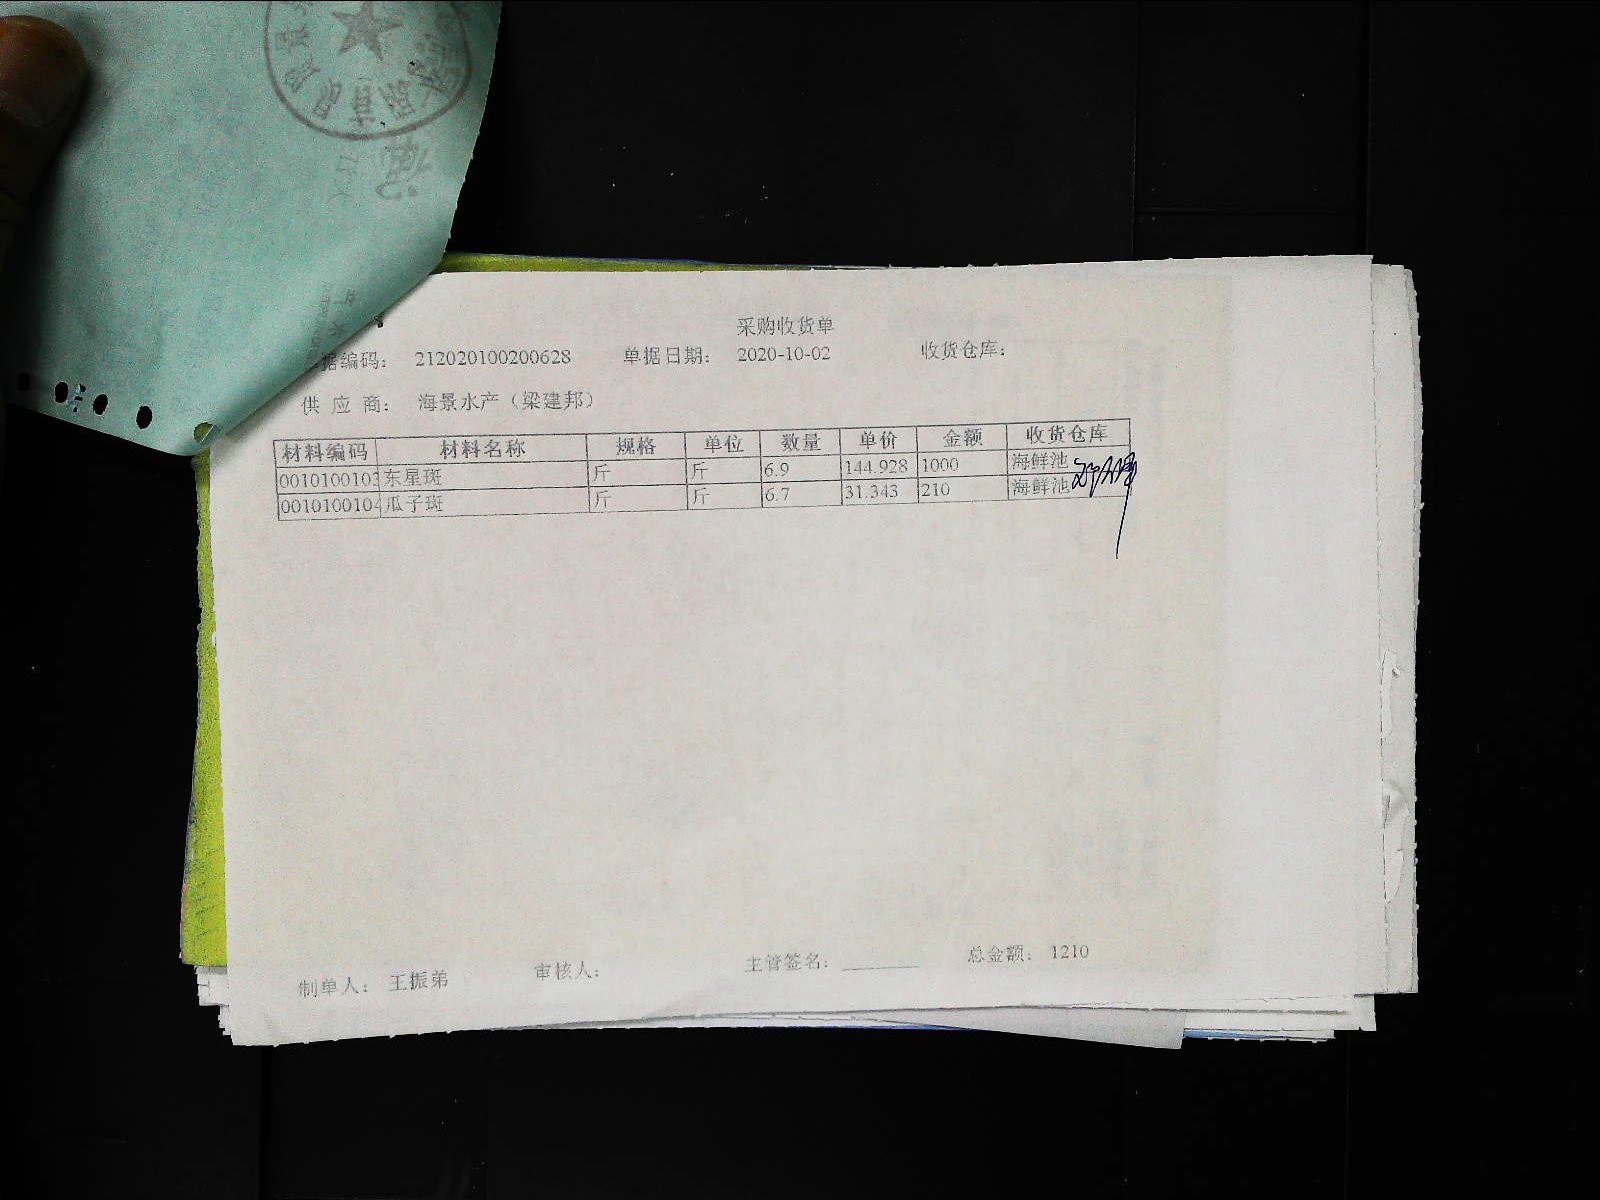 采购收货单
据编码： 212020100200628 单据日期： 2020-10-02 收货仓库：
供 应 商： 海景水产（梁建邦）
材料编码 材料名称 规格 单位 数量 单价 金额 收货仓库
0010100103 东星斑 斤 斤 6.9 144.928 1000 海鲜池
0010100104 瓜子斑 斤 斤 6.7 31.343 210 海鲜池
制单人： 王振弟 审核人： 主管签名： 总金额： 1210